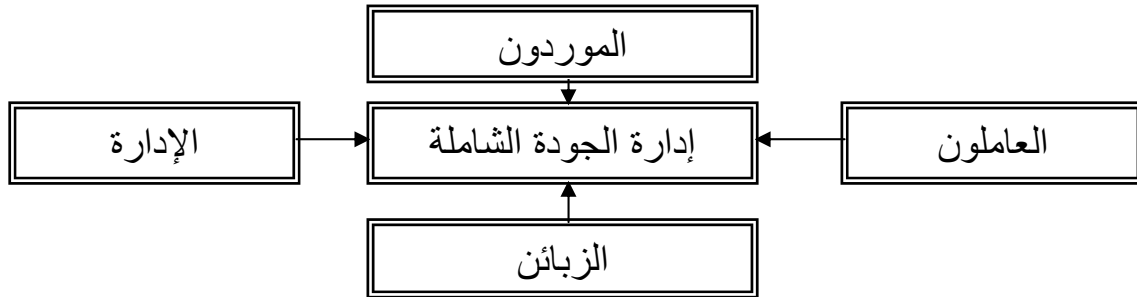 الموردون
العاملون
إدارة الجودة الشاملة
الإدارة
الزبائن